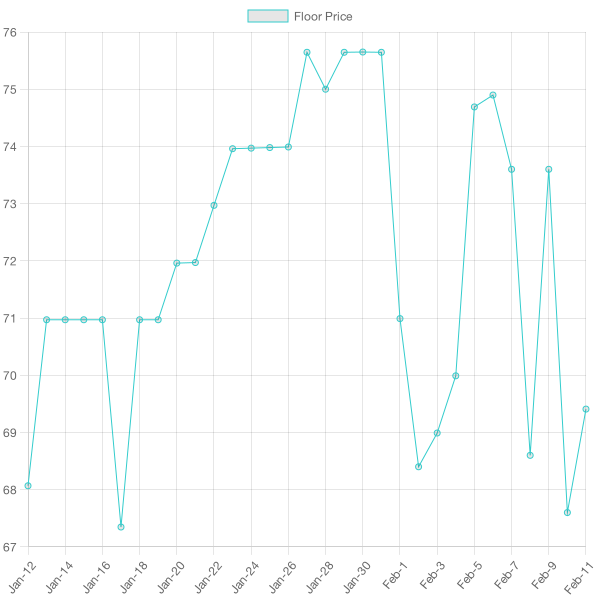 Floor Price
76
75
74
73
72
71
70
69
68
67
Jan-12
Jan-14
Jan-16
Jan-18
Jan-20
Jan-22
Jan-24
Jan-26
Jan-28
Jan-30
Feb-1
Feb-3
Feb-5
Feb-7
Feb-9
Feb-11